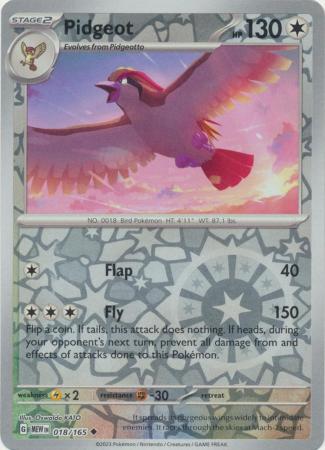 STAGE 2 Pidgeot HP 130
Evolves from Pidgeotto
NO. 0018 Bird Pokémon HT: 4'11" WT: 87.1 lbs.
Flap 40
Fly 150
Flip a coin. If tails, this attack does nothing. If heads, during
your opponent's next turn, prevent all damage from and
effects of attacks done to this Pokémon.
weakness ×2 resistance -30 retreat
Illus. Oswaldo KATO
G MEW EN 018/165
It spreads its gorgeous wings widely to intimidate
enemies. It races through the skies at Mach-2 speed.
©2023 Pokémon / Nintendo / Creatures / GAME FREAK